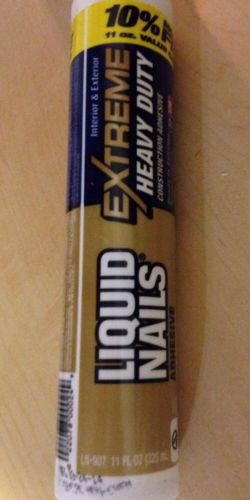 10%
11 oz. VALUE
Interior & Exterior
EXTREME
HEAVY DUTY
CONSTRUCTION ADHESIVE
LIQUID
NAILS®
ADHESIVE
LN-907 11 FL OZ (325 mL)